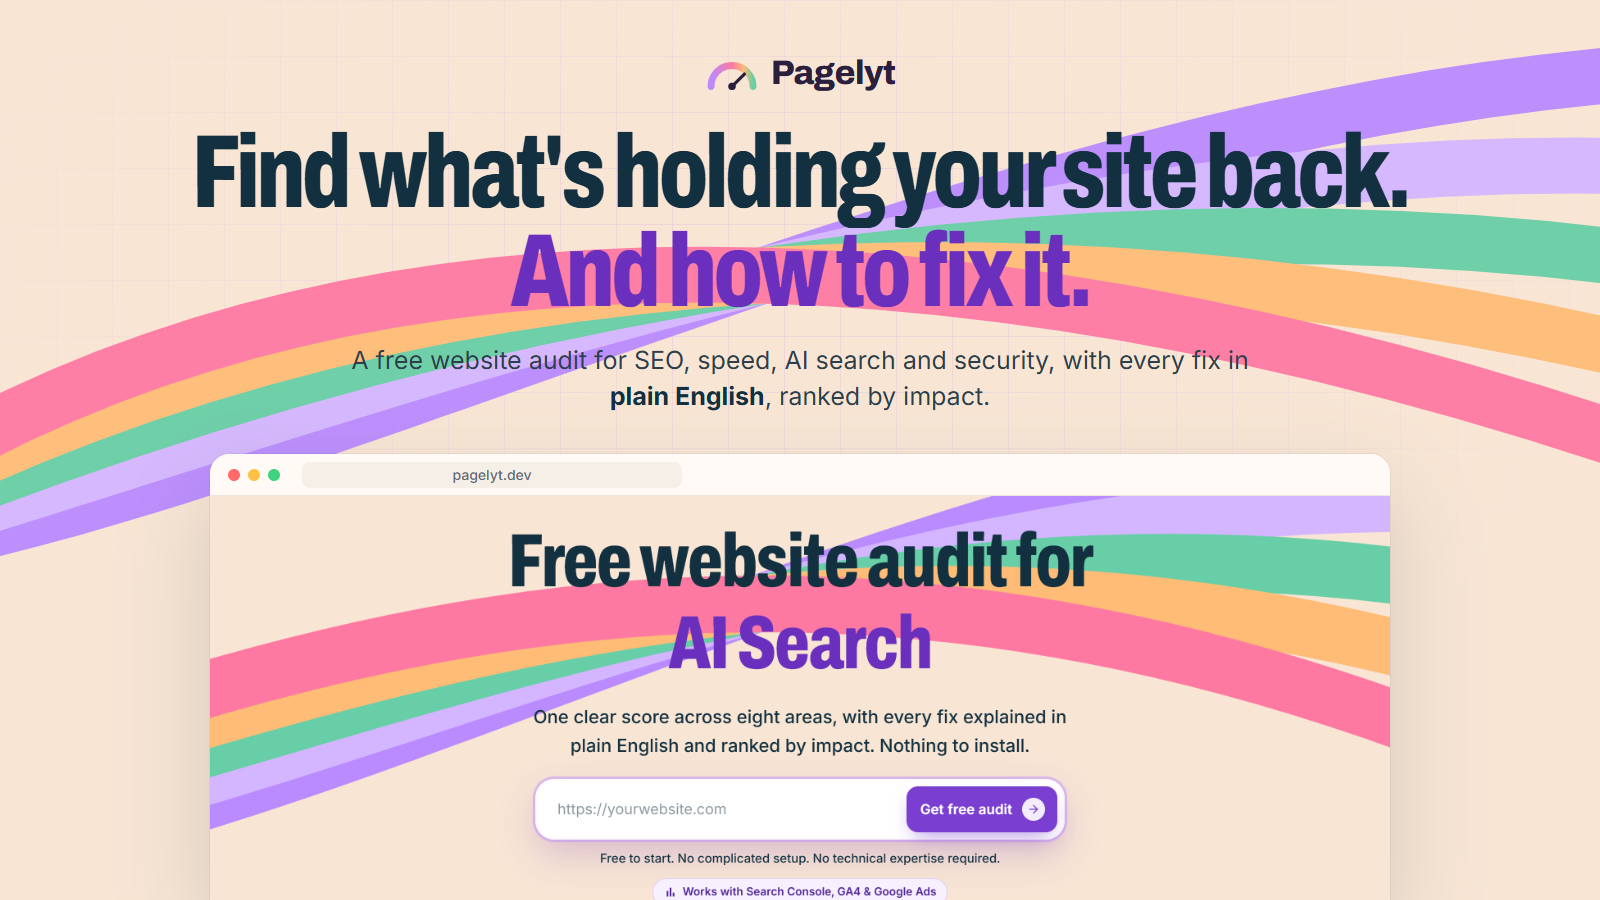 Pagelyt
Find what's holding your site back.
And how to fix it.
A free website audit for SEO, speed, AI search and security, with every fix in
plain English, ranked by impact.
pagelyt.dev
Free website audit for
AI Search
One clear score across eight areas, with every fix explained in
plain English and ranked by impact. Nothing to install.
https://yourwebsite.com
Get free audit
Free to start. No complicated setup. No technical expertise required.
Works with Search Console, GA4 & Google Ads